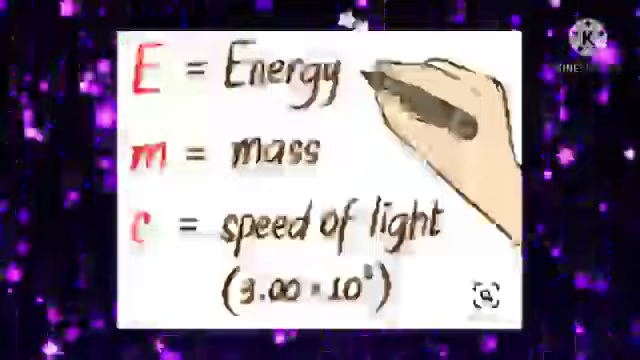 E = Energy
m = mass
c = speed of light
(3.00 × 10⁸)
K